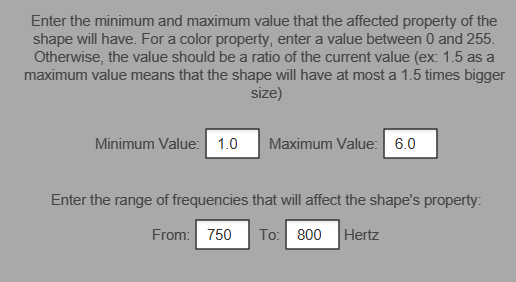 Enter the minimum and maximum value that the affected property of the
shape will have. For a color property, enter a value between 0 and 255.
Otherwise, the value should be a ratio of the current value (ex: 1.5 as a
maximum value means that the shape will have at most a 1.5 times bigger
size)
Minimum Value: 1.0 Maximum Value: 6.0
Enter the range of frequencies that will affect the shape's property:
From: 750 To: 800 Hertz